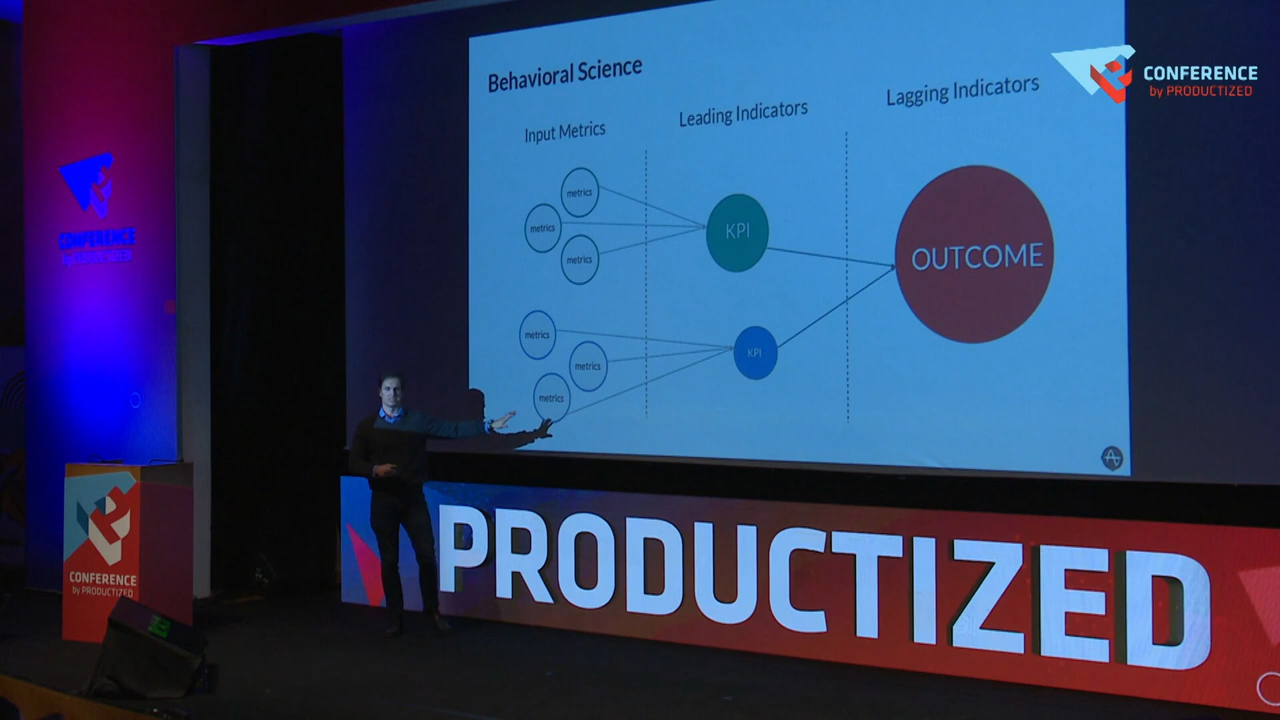 Behavioral Science
Input Metrics
Leading Indicators
Lagging Indicators
metrics
metrics
metrics
KPI
OUTCOME
metrics
metrics
metrics
KPI
CONFERENCE
by PRODUCTIZED
CONFERENCE
by PRODUCTIZED
CONFERENCE
by PRODUCTIZED
PRODUCTIZED